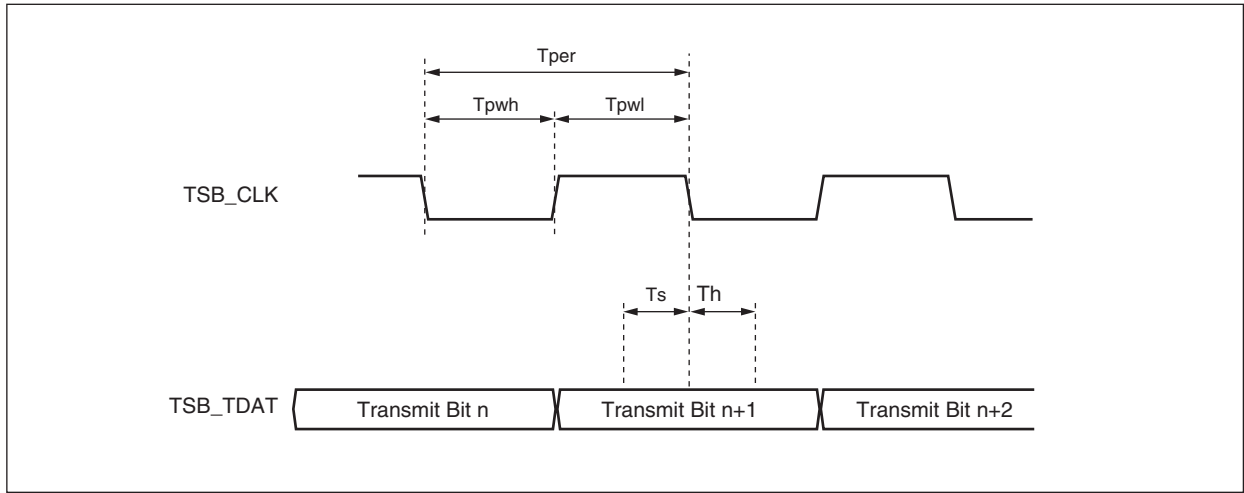 Tper
Tpwh Tpwl
TSB_CLK
Ts Th
TSB_TDAT Transmit Bit n Transmit Bit n+1 Transmit Bit n+2